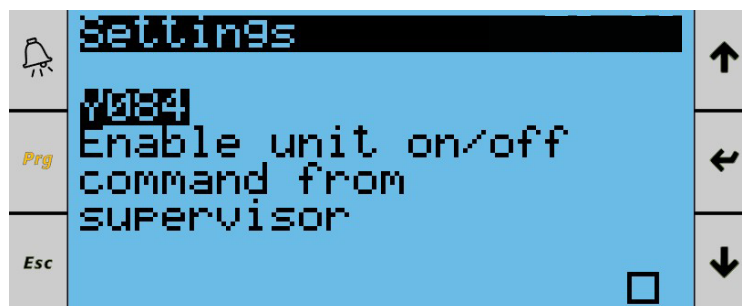 Settings
Y084
Enable unit on/off
command from
supervisor
Prg
Esc